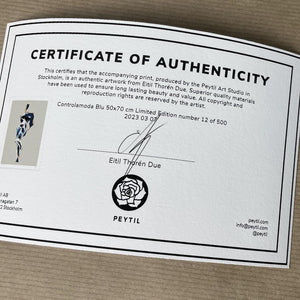 CERTIFICATE OF AUTHENTICITY
This certifies that the accompanying print, produced by the Peytil Art Studio in
Stockholm, is an authentic artwork from Eitil Thorén Due. Superior quality materials
have been used to ensure long lasting beauty and value. All copyright and
reproduction rights are reserved by the artist.
Controlamoda Blu 50x70 cm Limited Edition number 12 of 500
2023 03 07
Eitil Thorén Due
PEYTIL
AB
7
Stockholm
peytil.com
info@peytil.com
@peytil